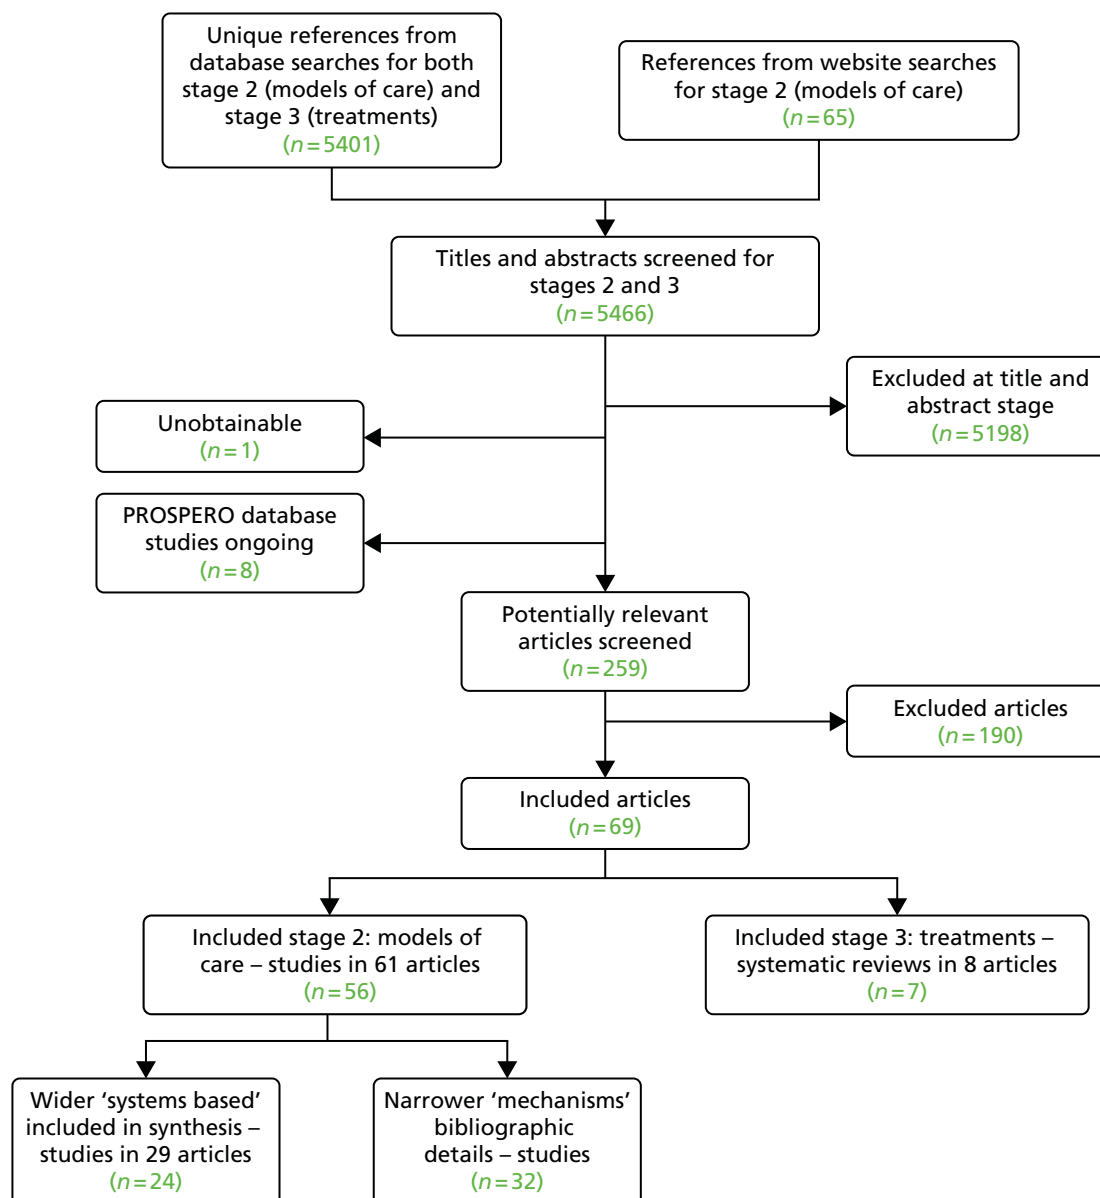 Unique references from
database searches for both
stage 2 (models of care) and
stage 3 (treatments)
(n=5401)
References from website searches
for stage 2 (models of care)
(n=65)
Titles and abstracts screened for
stages 2 and 3
(n=5466)
Excluded at title and
abstract stage
(n=5198)
Unobtainable
(n=1)
PROSPERO database
studies ongoing
(n=8)
Potentially relevant
articles screened
(n=259)
Excluded articles
(n=190)
Included articles
(n=69)
Included stage 2: models of
care – studies in 61 articles
(n=56)
Included stage 3: treatments –
systematic reviews in 8 articles
(n=7)
Wider ‘systems based’
included in synthesis –
studies in 29 articles
(n=24)
Narrower ‘mechanisms’
bibliographic
details – studies
(n=32)